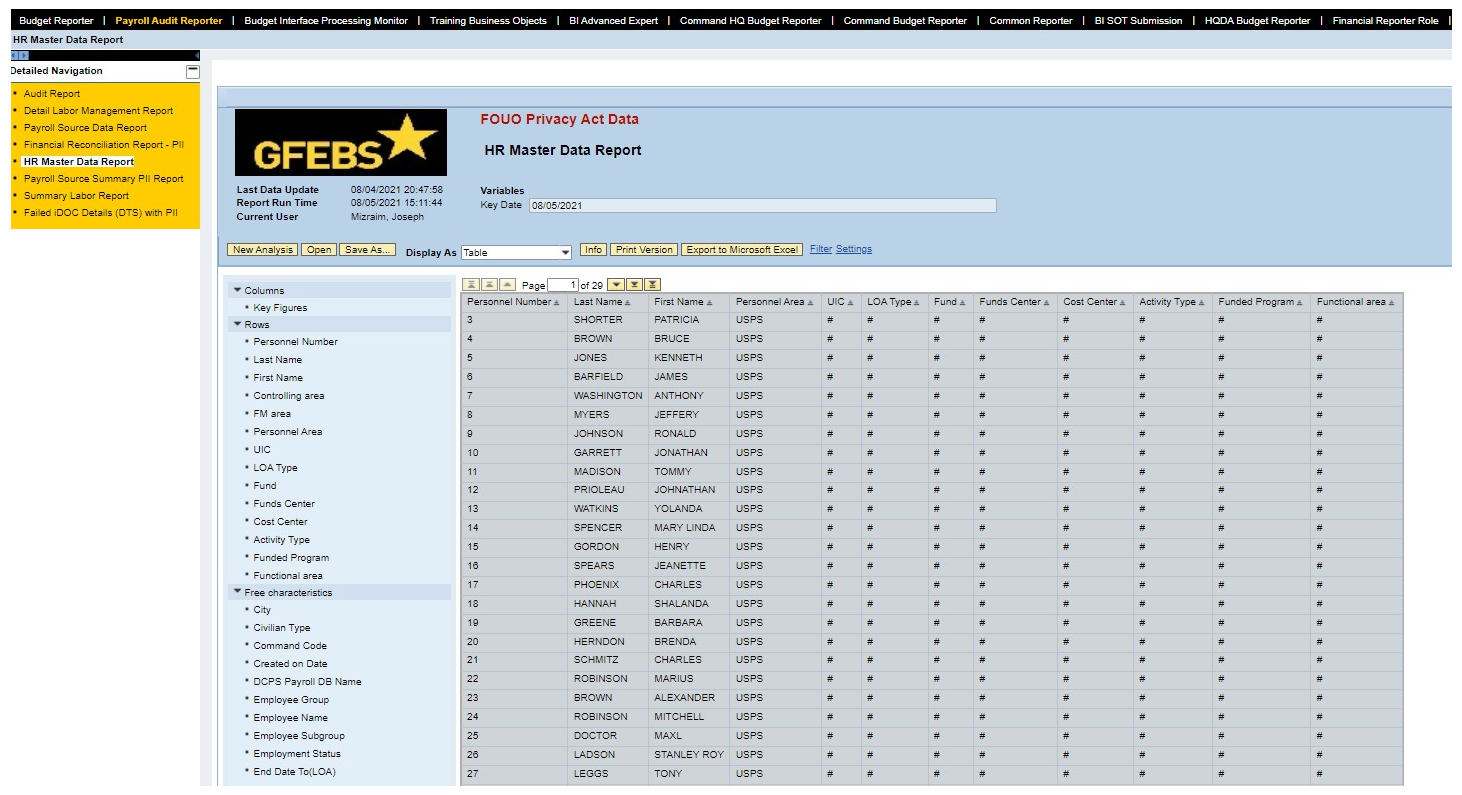 Budget Reporter | Payroll Audit Reporter | Budget Interface Processing Monitor | Training Business Objects | BI Advanced Expert | Command HQ Budget Reporter | Command Budget Reporter | Common Reporter | BI SOT Submission | HQDA Budget Reporter | Financial Reporter Role |
HR Master Data Report
Detailed Navigation
• Audit Report
• Detail Labor Management Report
• Payroll Source Data Report
• Financial Reconciliation Report - PII
• HR Master Data Report
• Payroll Source Summary PII Report
• Summary Labor Report
• Failed iDOC Details (DTS) with PII
GFEBS
FOUO Privacy Act Data
HR Master Data Report
Last Data Update 08/04/2021 20:47:58
Report Run Time 08/05/2021 15:11:44
Current User Mizraim, Joseph
Variables
Key Date 08/05/2021
New Analysis Open Save As... Display As Table Info Print Version Export to Microsoft Excel Filter Settings
Columns
• Key Figures
Rows
• Personnel Number
• Last Name
• First Name
• Controlling area
• FM area
• Personnel Area
• UIC
• LOA Type
• Fund
• Funds Center
• Cost Center
• Activity Type
• Funded Program
• Functional area
Free characteristics
• City
• Civilian Type
• Command Code
• Created on Date
• DCPS Payroll DB Name
• Employee Group
• Employee Name
• Employee Subgroup
• Employment Status
• End Date To(LOA)
Page 1 of 29
Personnel Number Last Name First Name Personnel Area UIC LOA Type Fund Funds Center Cost Center Activity Type Funded Program Functional area
3 SHORTER PATRICIA USPS # # # # # # # #
4 BROWN BRUCE USPS # # # # # # # #
5 JONES KENNETH USPS # # # # # # # #
6 BARFIELD JAMES USPS # # # # # # # #
7 WASHINGTON ANTHONY USPS # # # # # # # #
8 MYERS JEFFERY USPS # # # # # # # #
9 JOHNSON RONALD USPS # # # # # # # #
10 GARRETT JONATHAN USPS # # # # # # # #
11 MADISON TOMMY USPS # # # # # # # #
12 PRIOLEAU JOHNATHAN USPS # # # # # # # #
13 WATKINS YOLANDA USPS # # # # # # # #
14 SPENCER MARY LINDA USPS # # # # # # # #
15 GORDON HENRY USPS # # # # # # # #
16 SPEARS JEANETTE USPS # # # # # # # #
17 PHOENIX CHARLES USPS # # # # # # # #
18 HANNAH SHALANDA USPS # # # # # # # #
19 GREENE BARBARA USPS # # # # # # # #
20 HERNDON BRENDA USPS # # # # # # # #
21 SCHMITZ CHARLES USPS # # # # # # # #
22 ROBINSON MARIUS USPS # # # # # # # #
23 BROWN ALEXANDER USPS # # # # # # # #
24 ROBINSON MITCHELL USPS # # # # # # # #
25 DOCTOR MAXL USPS # # # # # # # #
26 LADSON STANLEY ROY USPS # # # # # # # #
27 LEGGS TONY USPS # # # # # # # #